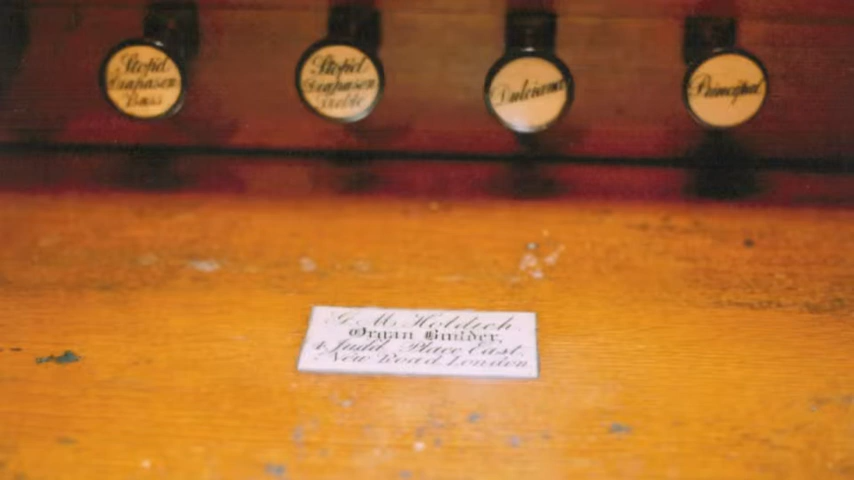 Stopd.
Diapason
Bass
Stopd.
Diapason
Treble
Dulciana
Principal
G. M. Holdich.
Organ Builder,
4 Judd Place East.
New Road London